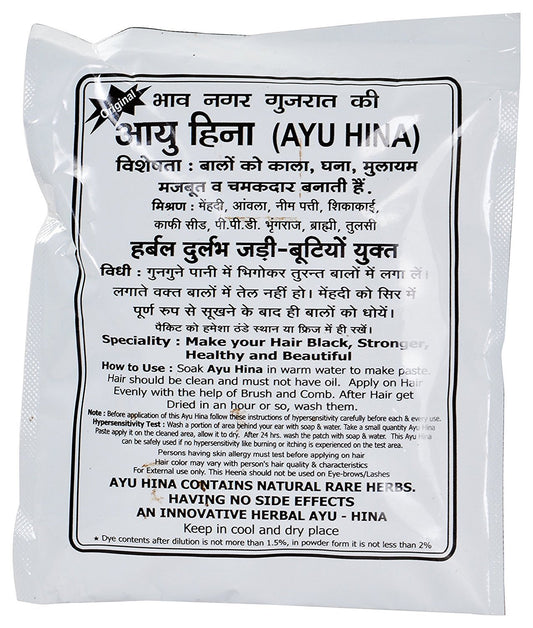 Original
भाव नगर गुजरात की
आयु हिना (AYU HINA)
विशेषता : बालों को काला, घना, मुलायम
मजबूत व चमकदार बनाती हैं.
मिश्रण : मेंहदी, आंवला, नीम पत्ती, शिकाकाई,
काफी सीड, पी.पी.डी. भृंगराज, ब्राह्मी, तुलसी
हर्बल दुर्लभ जड़ी-बूटियों युक्त
विधी : गुनगुने पानी में भिगोकर तुरन्त बालों में लगा लें।
लगाते वक्त बालों में तेल नहीं हो। मेंहदी को सिर में
पूर्ण रुप से सूखने के बाद ही बालों को धोयें।
पैकिट को हमेशा ठंडे स्थान या फ्रिज में ही रखें।
Speciality : Make your Hair Black, Stronger,
Healthy and Beautiful
How to Use : Soak Ayu Hina in warm water to make paste.
Hair should be clean and must not have oil. Apply on Hair
Evenly with the help of Brush and Comb. After Hair get
Dried in an hour or so, wash them.
Note : Before application of this Ayu Hina follow these instructions of hypersensitivity carefully before each & every use.
Hypersensitivity Test : Wash a portion of area behind your ear with soap & water. Take a small quantity Ayu Hina
Paste apply it on the cleaned area, allow it to dry. After 24 hrs. wash the patch with soap & water. This Ayu Hina
can be safely used if no hypersensitivity like burning or itching is experienced on the test area.
Persons having skin allergy must test before applying on hair
Hair color may vary with person's hair quality & characteristics
For External use only. This Heena should not be used on Eye-brows/Lashes
AYU HINA CONTAINS NATURAL RARE HERBS.
HAVING NO SIDE EFFECTS
AN INNOVATIVE HERBAL AYU - HINA
Keep in cool and dry place
★ Dye contents after dilution is not more than 1.5%, in powder form it is not less than 2%